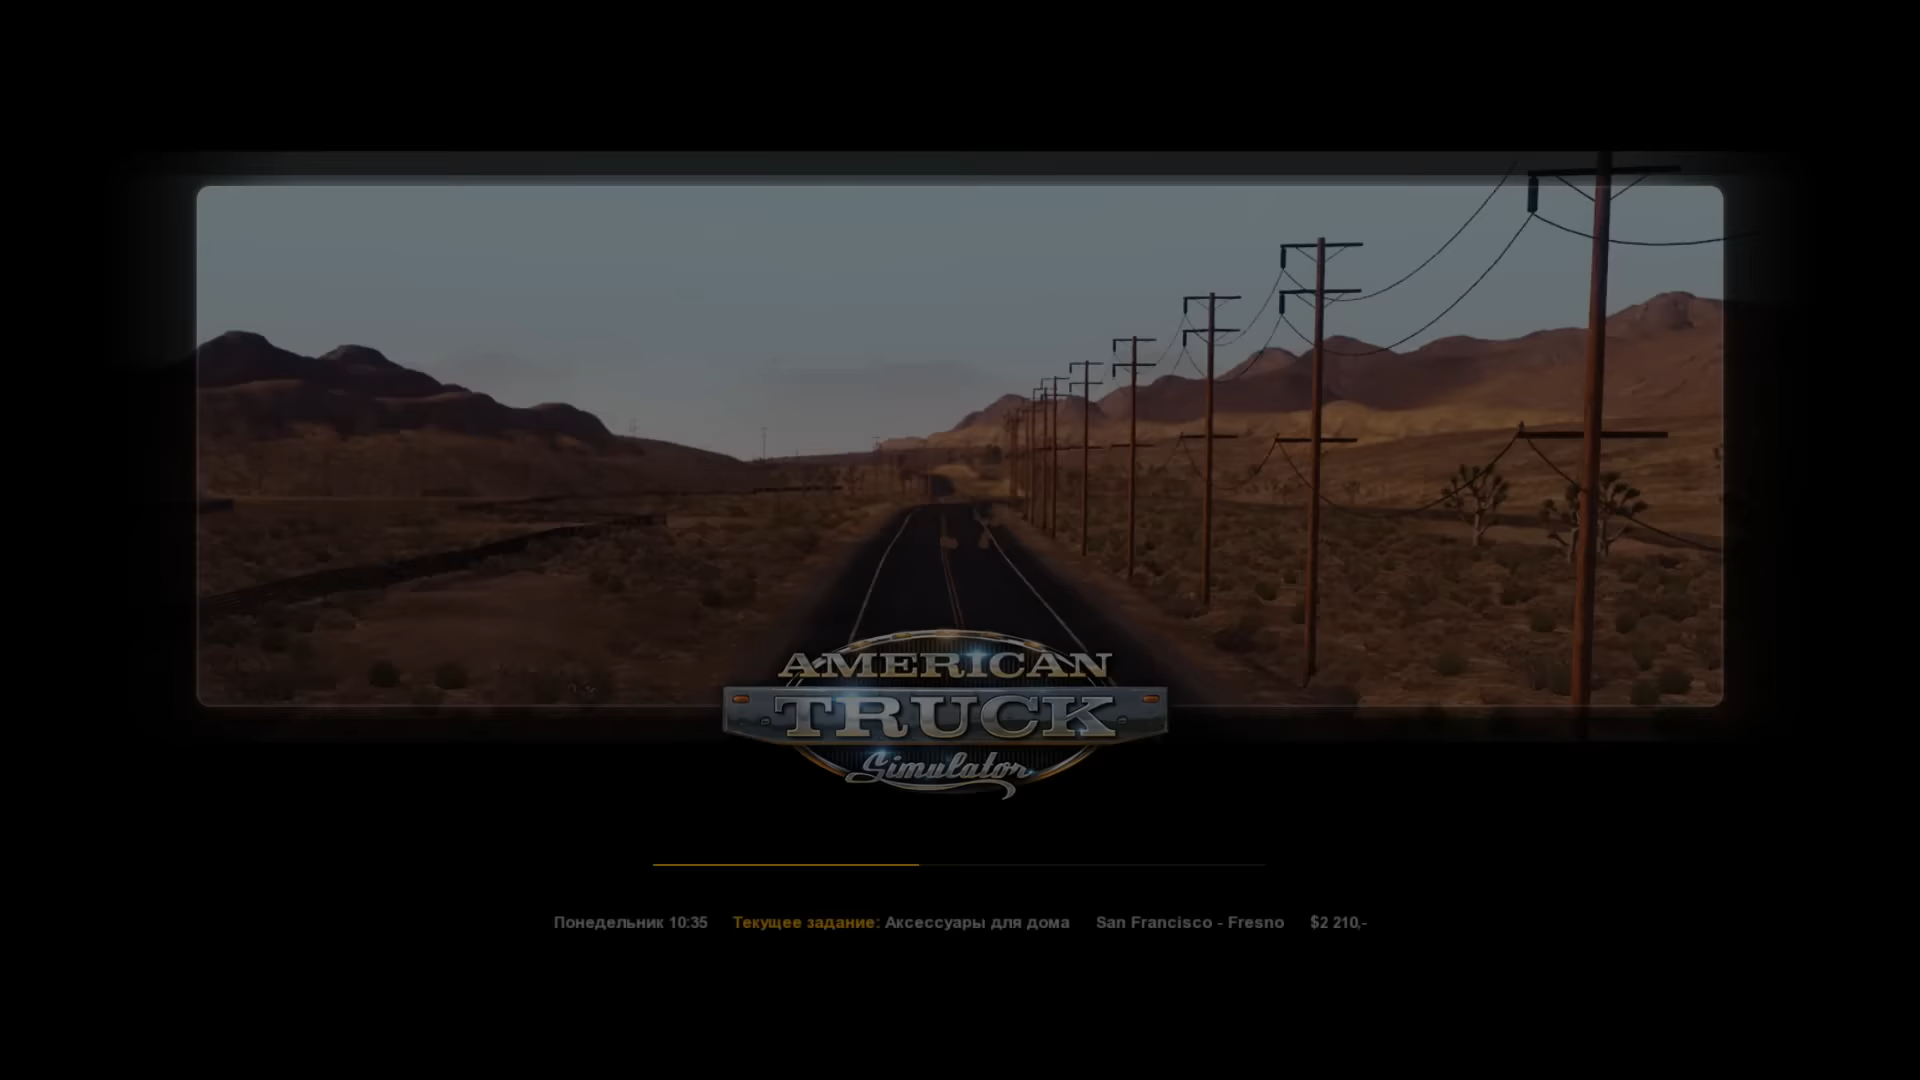 AMERICAN
TRUCK
Simulator
Понедельник 10:35 Текущее задание: Аксессуары для дома San Francisco - Fresno $2 210,-